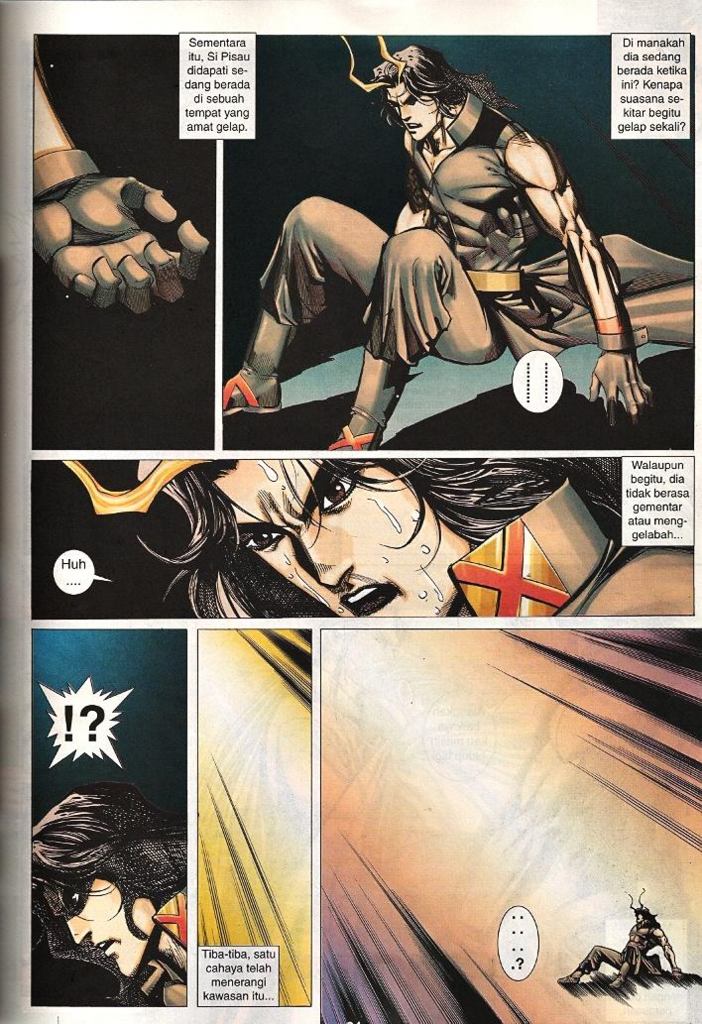 Sementara
itu, Si Pisau
didapati se-
dang berada
di sebuah
tempat yang
amat gelap.
Di manakah
dia sedang
berada ketika
ini? Kenapa
suasana se-
kitar begitu
gelap sekali?
Walaupun
begitu, dia
tidak berasa
gementar
atau meng-
gelabah...
Huh
....
!?
Tiba-tiba, satu
cahaya telah
menerangi
kawasan itu...
..
..
..
.?